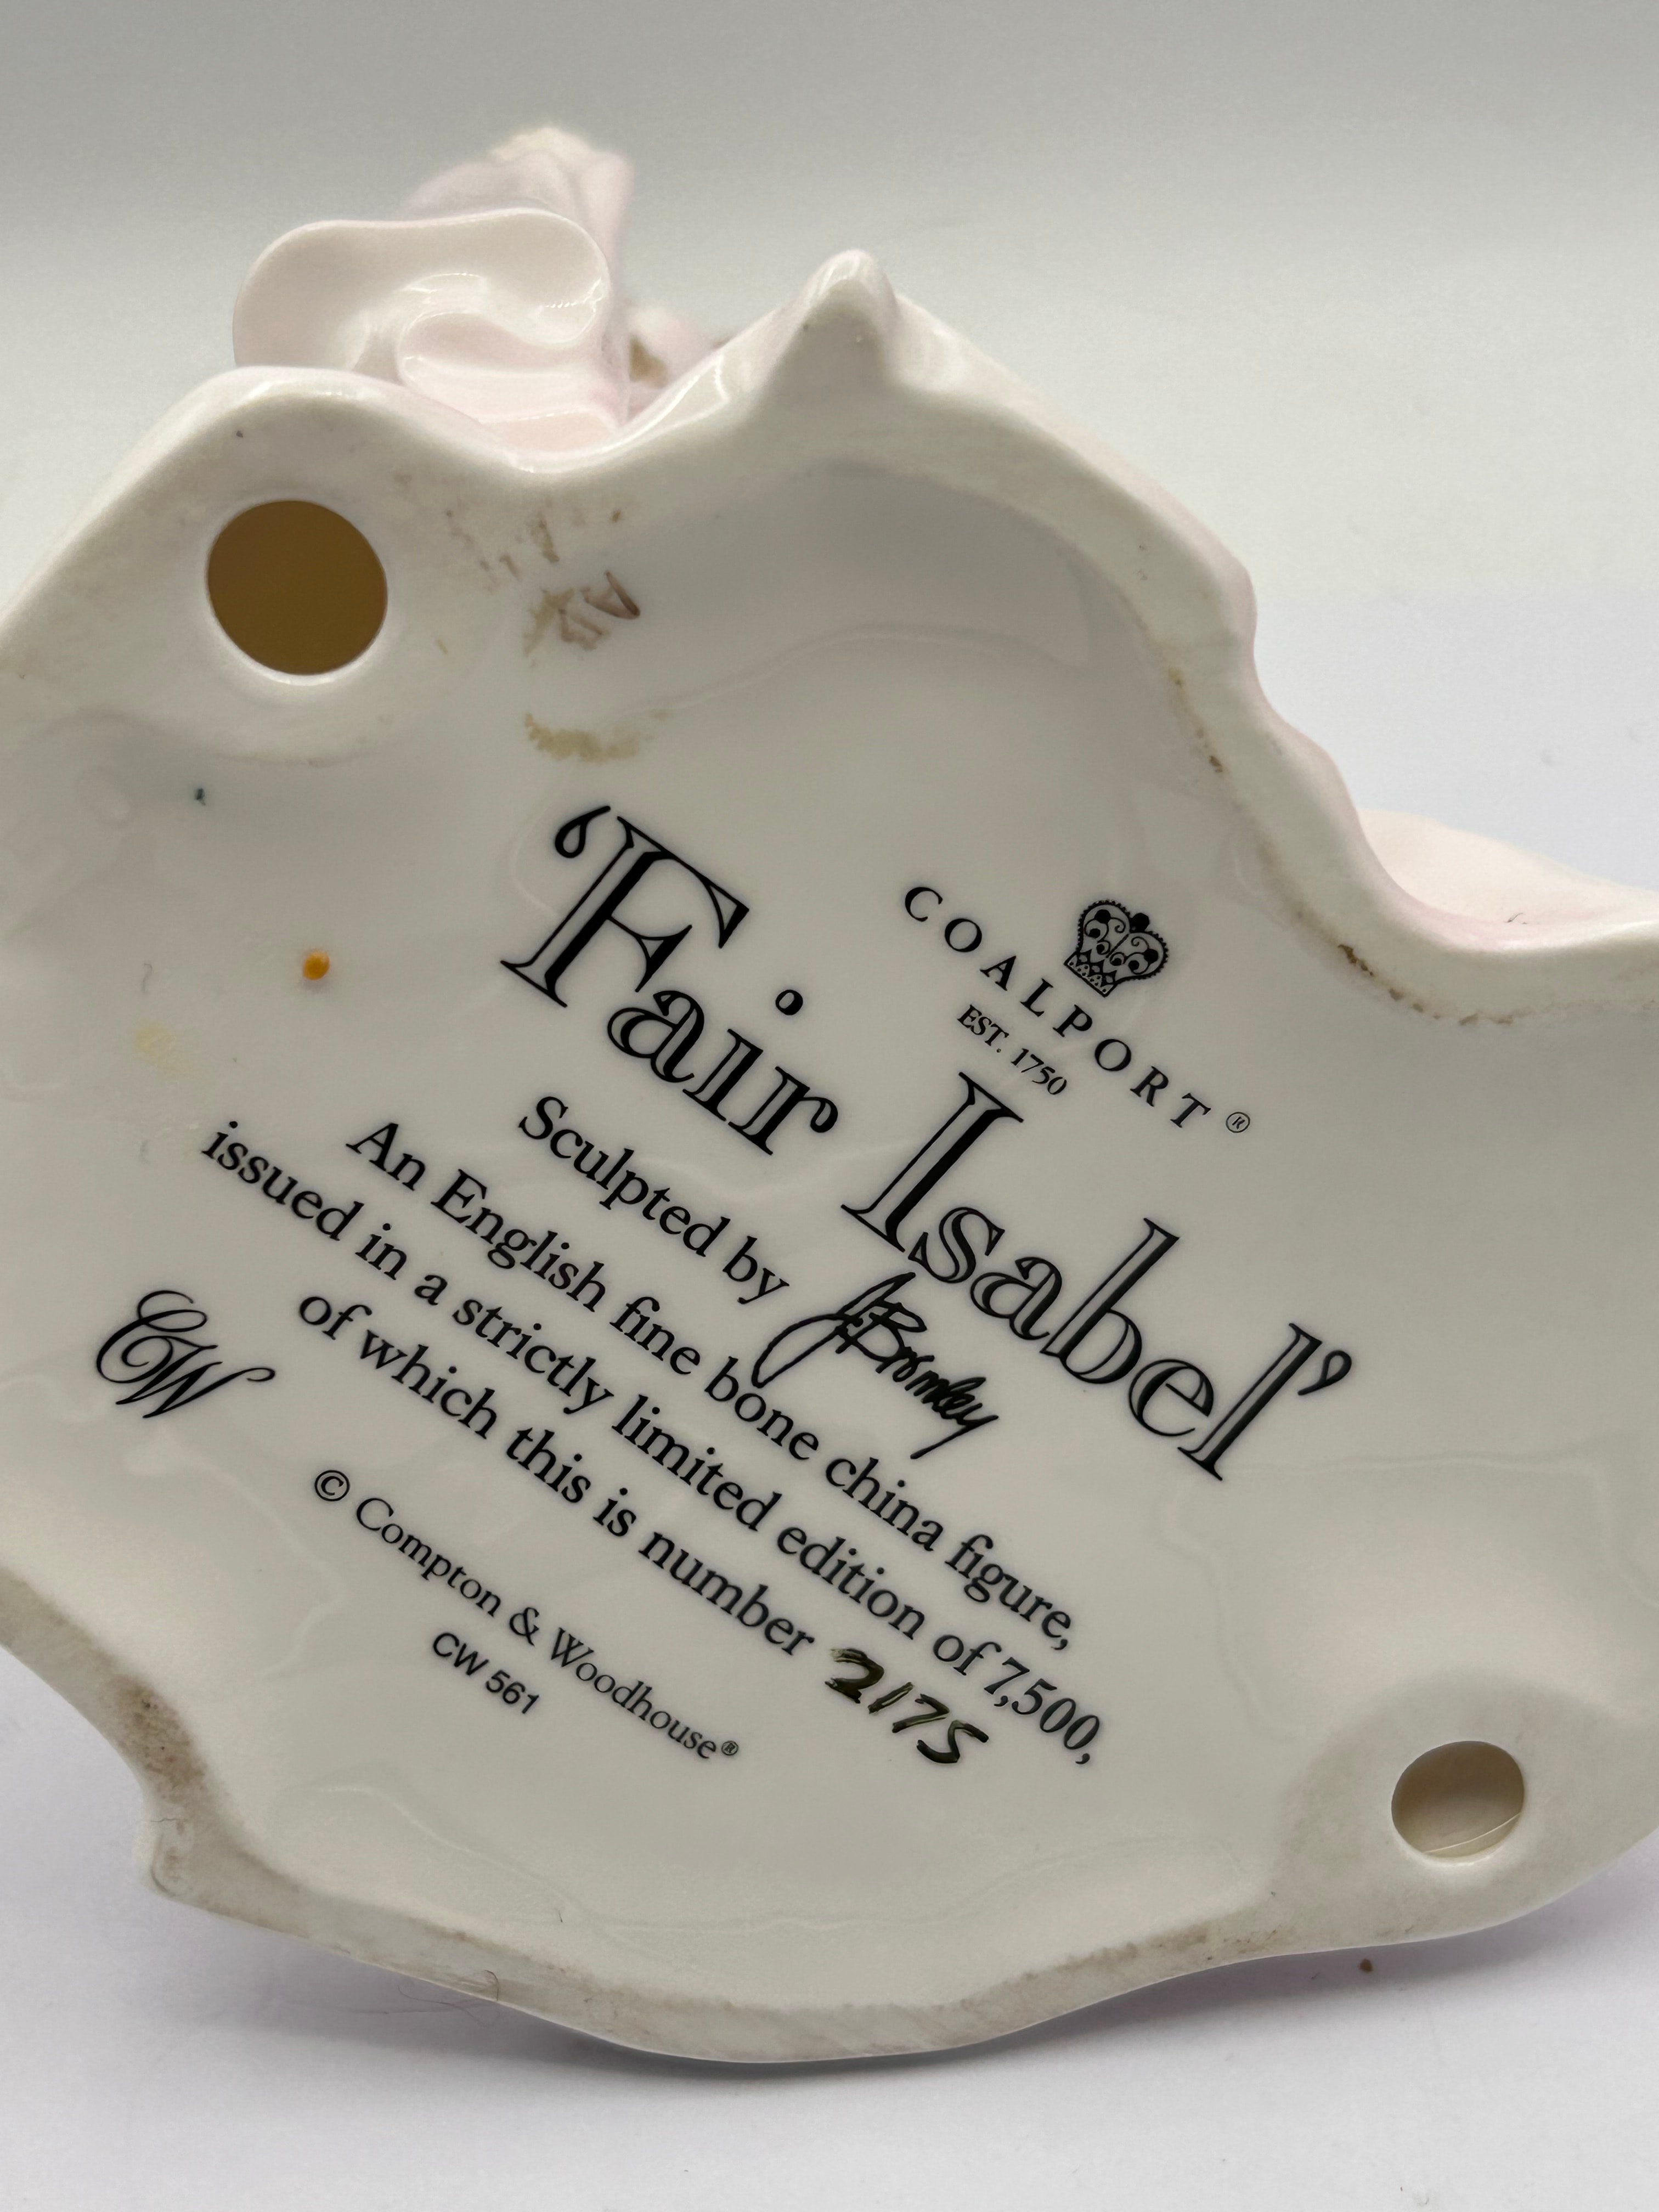 COALPORT®
EST. 1750
'Fair Isabel'
Sculpted by J Bromley
An English fine bone china figure,
issued in a strictly limited edition of 7,500,
of which this is number 2175
CW
© Compton & Woodhouse®
CW 561